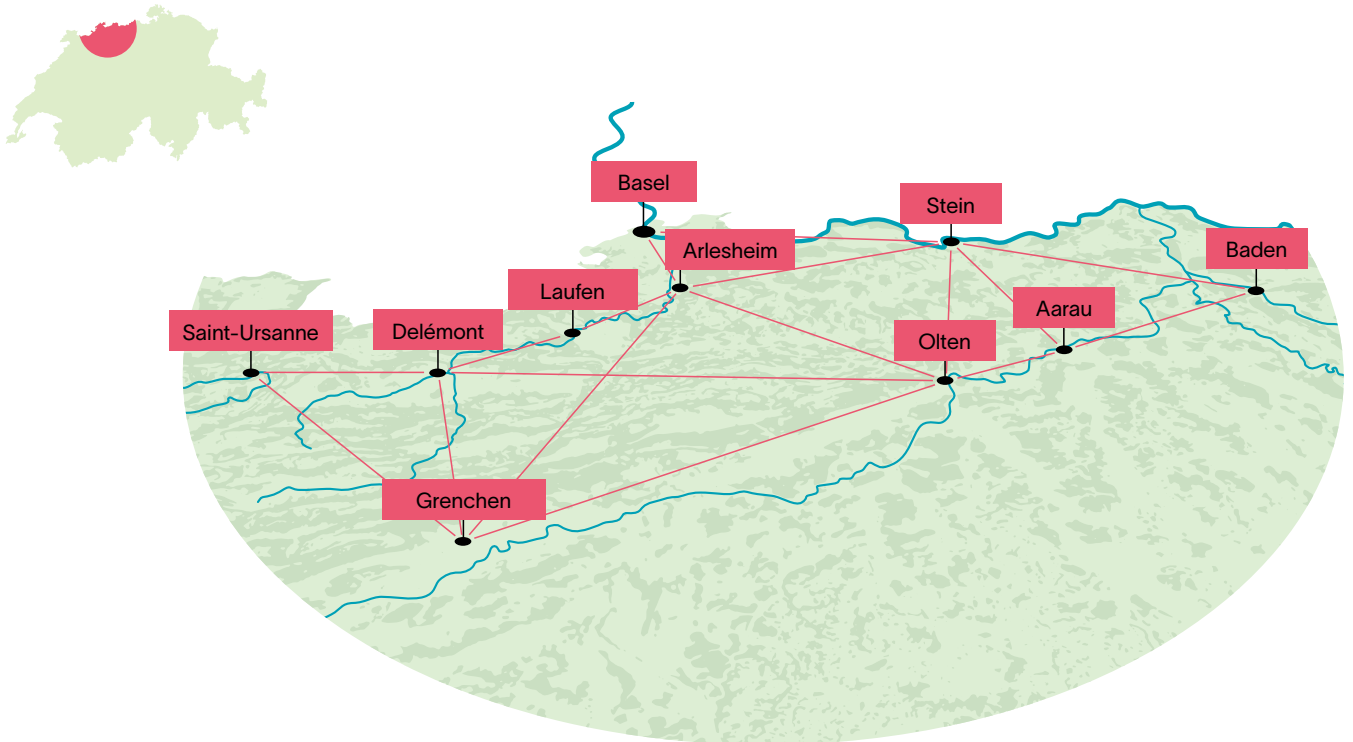 Basel
Stein
Arlesheim
Baden
Laufen
Aarau
Saint-Ursanne
Delémont
Olten
Grenchen